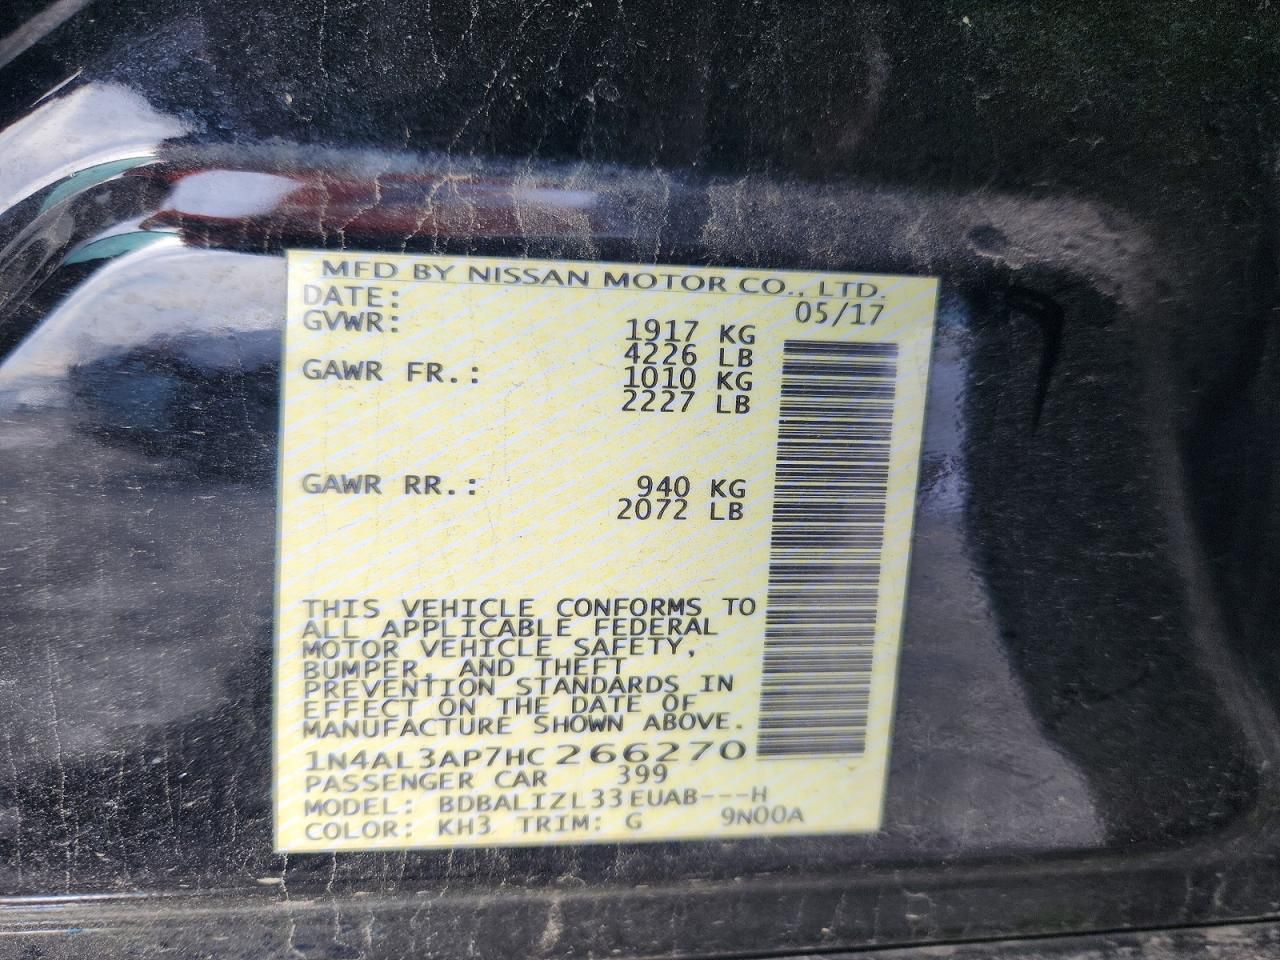 MFD BY NISSAN MOTOR CO., LTD.
DATE: 05/17
GVWR: 1917 KG
4226 LB
GAWR FR.: 1010 KG
2227 LB
GAWR RR.: 940 KG
2072 LB
THIS VEHICLE CONFORMS TO
ALL APPLICABLE FEDERAL
MOTOR VEHICLE SAFETY,
BUMPER, AND THEFT
PREVENTION STANDARDS IN
EFFECT ON THE DATE OF
MANUFACTURE SHOWN ABOVE.
1N4AL3AP7HC266270
PASSENGER CAR 399
MODEL: BDBALIZL33EUAB---H
COLOR: KH3 TRIM: G 9N00A